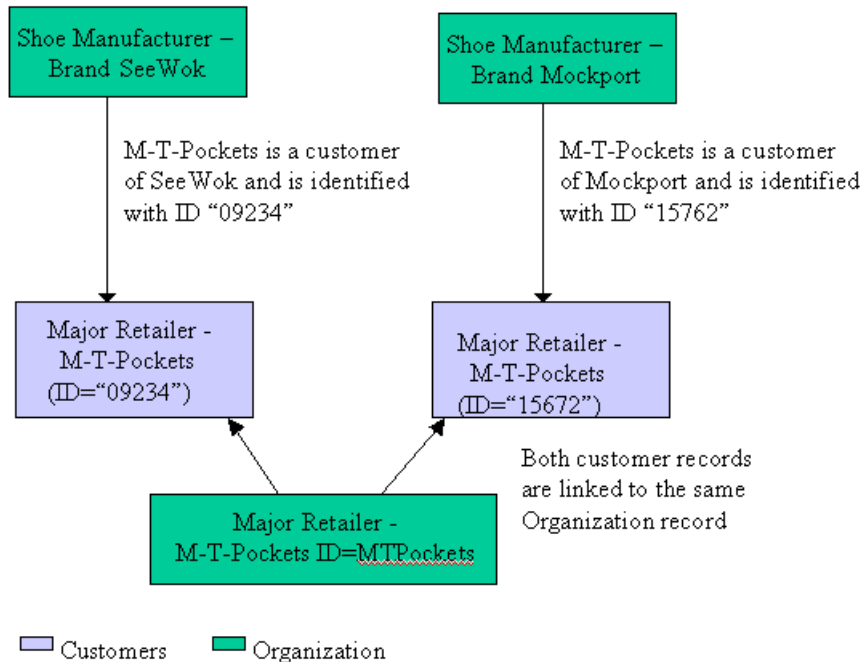 Shoe Manufacturer –
Brand SeeWok
Shoe Manufacturer –
Brand Mockport
M-T-Pockets is a customer
of SeeWok and is identified
with ID “09234”
M-T-Pockets is a customer
of Mockport and is identified
with ID “15762”
Major Retailer -
M-T-Pockets
(ID=“09234”)
Major Retailer -
M-T-Pockets
(ID=“15672”)
Both customer records
are linked to the same
Organization record
Major Retailer -
M-T-Pockets ID=MTPockets
Customers
Organization